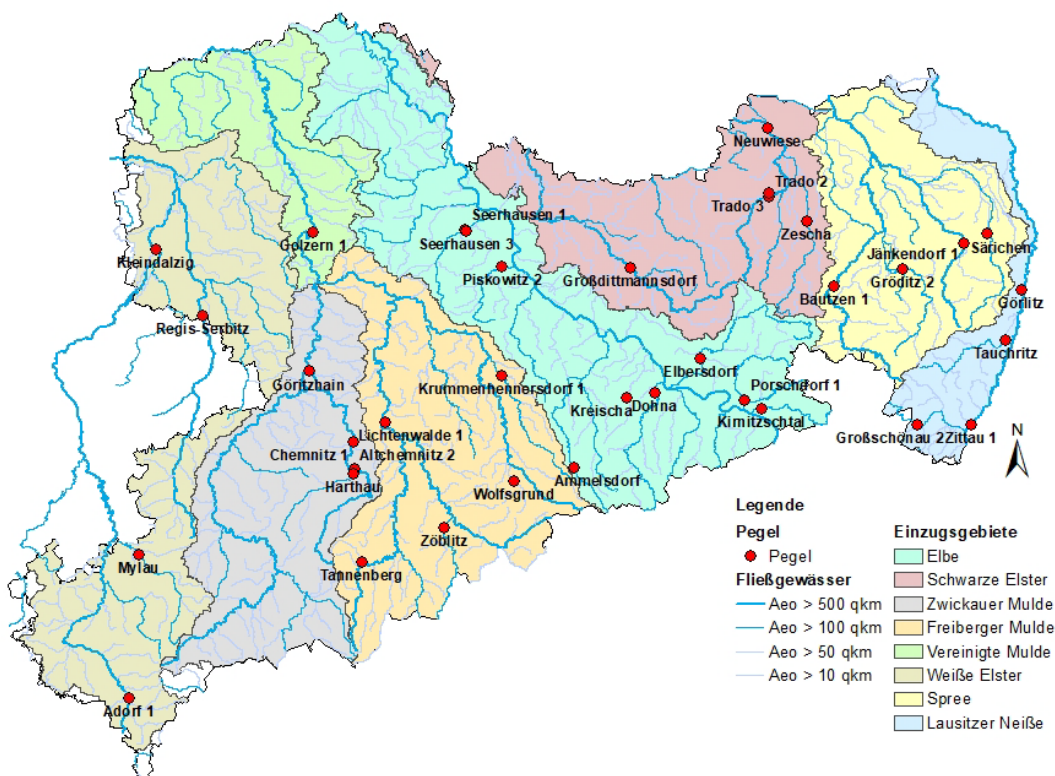 Neuwiese
Trado 2
Trado 3
Zescha
Seerhausen 1
Seerhausen 3
Golzern 1
Kleindalzig
Piskowitz 2
Großdittmannsdorf
Jänkendorf 1
Särichen
Gröditz 2
Bautzen 1
Görlitz
Regis-Serbitz
Tauchritz
Elbersdorf
Göritzhain
Krummenhennersdorf 1
Kreischa
Dohna
Porschdorf 1
Kirnitzschtal
Großschönau 2
Zittau 1
N
Lichtenwalde 1
Chemnitz 1
Altchemnitz 2
Harthau
Ammelsdorf
Wolfsgrund
Zöblitz
Mylau
Tannenberg
Adorf 1
Legende
Pegel
Pegel
Fließgewässer
Aeo > 500 qkm
Aeo > 100 qkm
Aeo > 50 qkm
Aeo > 10 qkm
Einzugsgebiete
Elbe
Schwarze Elster
Zwickauer Mulde
Freiberger Mulde
Vereinigte Mulde
Weiße Elster
Spree
Lausitzer Neiße